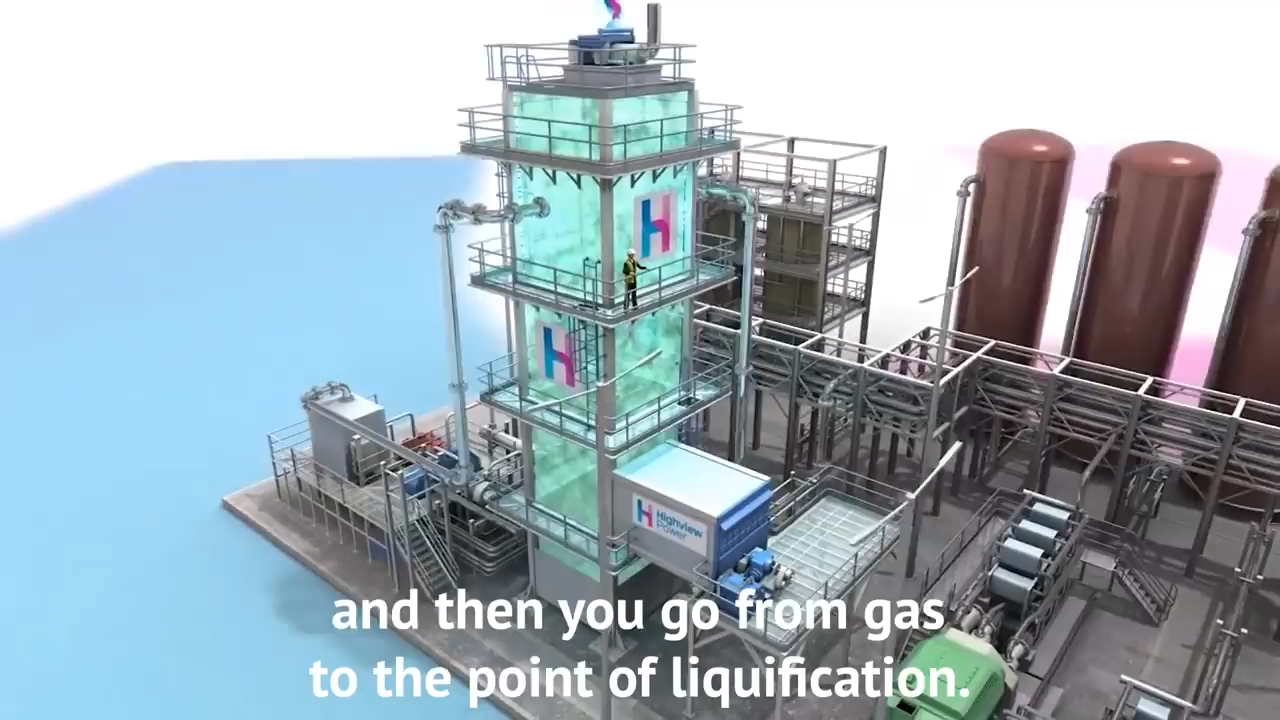 H
H
H Highview
Power
and then you go from gas
to the point of liquification.